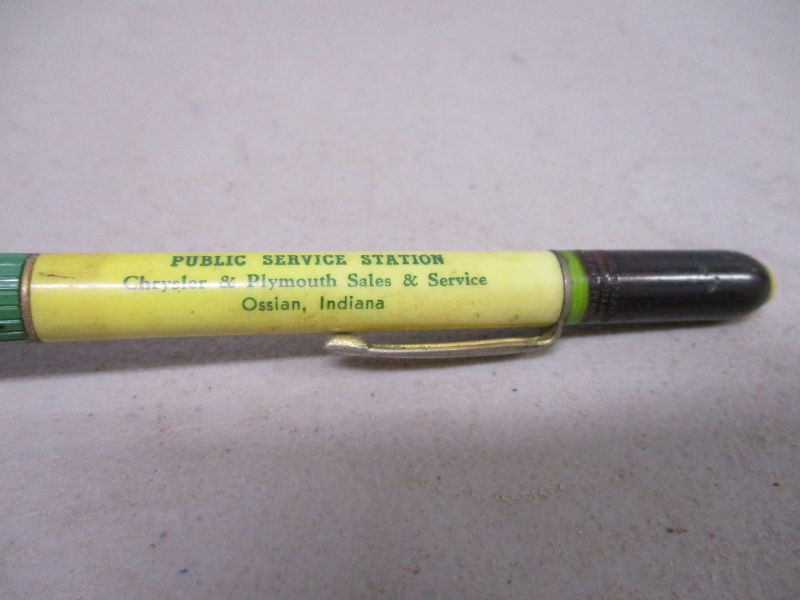 PUBLIC SERVICE STATION
Chrysler & Plymouth Sales & Service
Ossian, Indiana